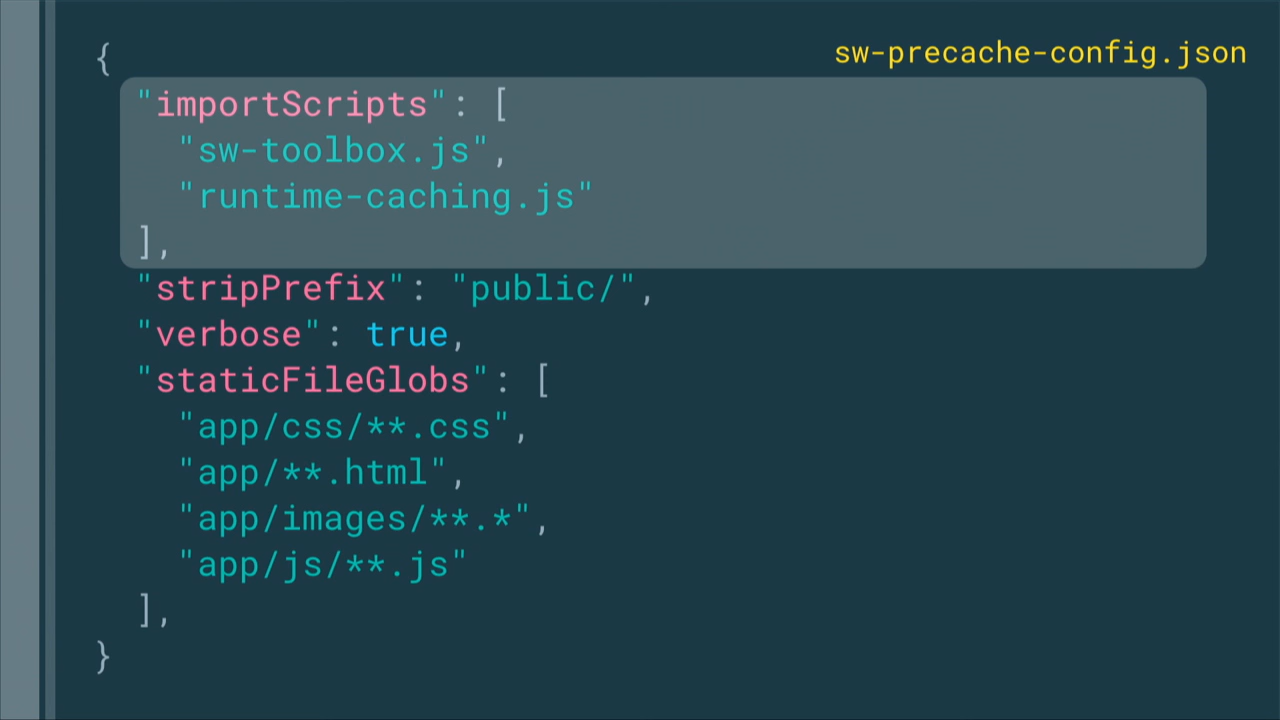 sw-precache-config.json
{
"importScripts": [
"sw-toolbox.js",
"runtime-caching.js"
],
"stripPrefix": "public/",
"verbose": true,
"staticFileGlobs": [
"app/css/**.css",
"app/**.html",
"app/images/**.*",
"app/js/**.js"
],
}